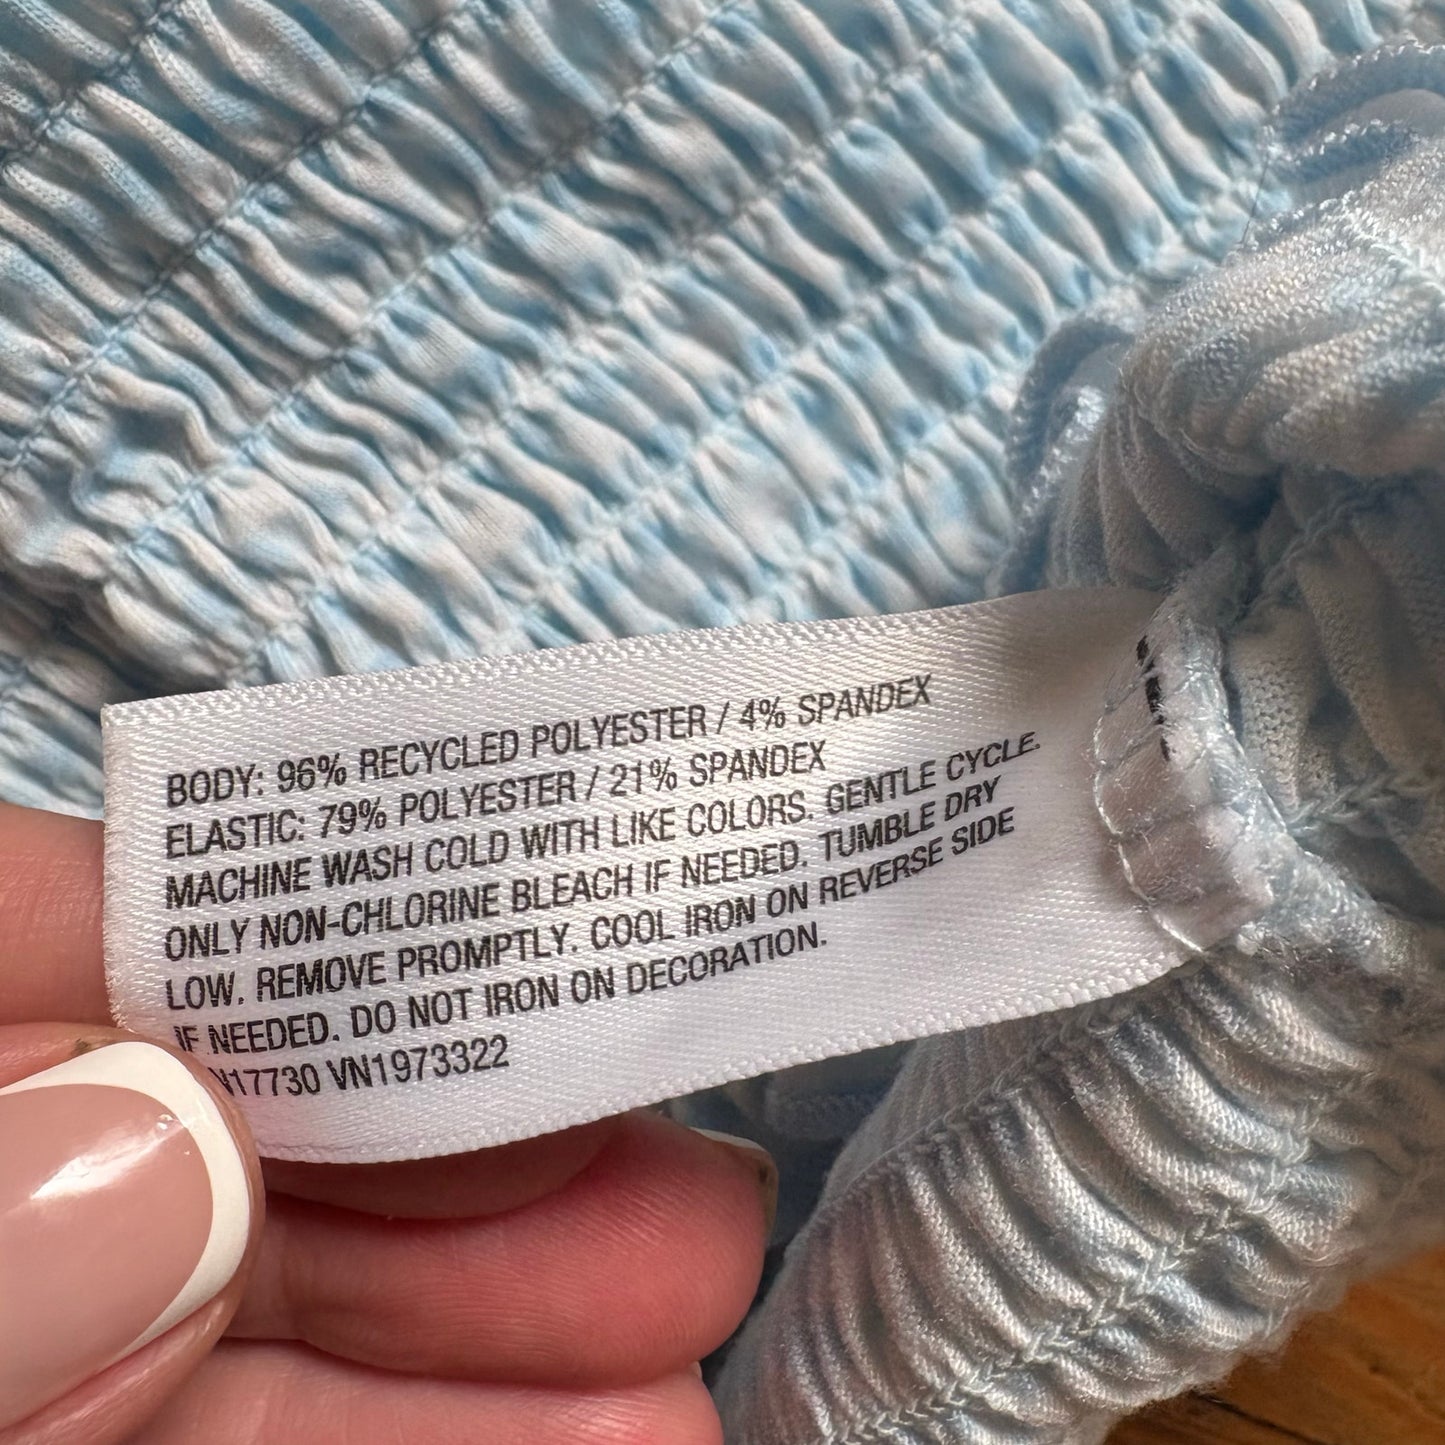 BODY: 96% RECYCLED POLYESTER / 4% SPANDEX
ELASTIC: 79% POLYESTER / 21% SPANDEX
MACHINE WASH COLD WITH LIKE COLORS. GENTLE CYCLE.
ONLY NON-CHLORINE BLEACH IF NEEDED. TUMBLE DRY
LOW. REMOVE PROMPTLY. COOL IRON ON REVERSE SIDE
IF NEEDED. DO NOT IRON ON DECORATION.
VN1973322